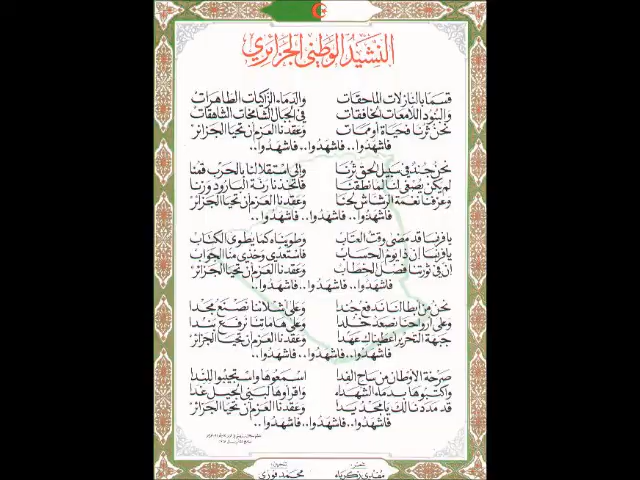 النشيد الوطني الجزائري
قسما بالنازلات الماحقات والدماء الزكيات الطاهرات
والبنود اللامعات الخافقات في الجبال الشامخات الشاهقات
نحن ثرنا فحياة أو ممات وعقدنا العزم أن تحيا الجزائر
فاشهدوا.. فاشهدوا.. فاشهدوا..
نحن جند في سبيل الحق ثرنا وإلى استقلالنا بالحرب قمنا
لم يكن يصغى لنا لما نطقنا فاتخذنا رنة البارود وزنا
وعزفنا نغمة الرشاش لحنا وعقدنا العزم أن تحيا الجزائر
فاشهدوا.. فاشهدوا.. فاشهدوا..
يا فرنسا قد مضى وقت العتاب وطويناه كما يطوى الكتاب
يا فرنسا إن ذا يوم الحساب فاستعدي وخذي منا الجواب
إن في ثورتنا فصل الخطاب وعقدنا العزم أن تحيا الجزائر
فاشهدوا.. فاشهدوا.. فاشهدوا..
نحن من أبطالنا ندفع جندا وعلى أشلائنا نصنع مجدا
وعلى أرواحنا نصعد خلدا وعلى هاماتنا نرفع بندا
جبهة التحرير أعطيناك عهدا وعقدنا العزم أن تحيا الجزائر
فاشهدوا.. فاشهدوا.. فاشهدوا..
صرخة الأوطان من ساح الفدا اسمعوها واستجيبوا للندا
واكتبوها بدماء الشهداء واقرأوها لبني الجيل غدا
قد مددنا لك يا مجد يدا وعقدنا العزم أن تحيا الجزائر
فاشهدوا.. فاشهدوا.. فاشهدوا..
مفدي زكرياء محمد فوزي